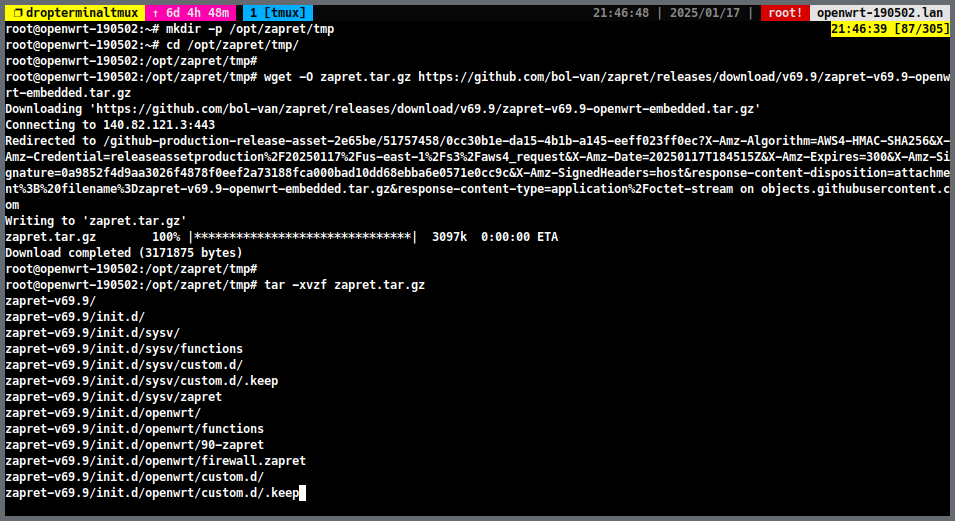 ❐ dropterminaltmux ↑ 6d 4h 48m 1 [tmux] 21:46:48 | 2025/01/17 | root! openwrt-190502.lan
root@openwrt-190502:~# mkdir -p /opt/zapret/tmp 21:46:39 [87/305]
root@openwrt-190502:~# cd /opt/zapret/tmp/
root@openwrt-190502:/opt/zapret/tmp#
root@openwrt-190502:/opt/zapret/tmp# wget -O zapret.tar.gz https://github.com/bol-van/zapret/releases/download/v69.9/zapret-v69.9-openw
rt-embedded.tar.gz
Downloading 'https://github.com/bol-van/zapret/releases/download/v69.9/zapret-v69.9-openwrt-embedded.tar.gz'
Connecting to 140.82.121.3:443
Redirected to /github-production-release-asset-2e65be/51757458/0cc30b1e-da15-4b1b-a145-eeff023ff0ec?X-Amz-Algorithm=AWS4-HMAC-SHA256&X-
Amz-Credential=releaseassetproduction%2F20250117%2Fus-east-1%2Fs3%2Faws4_request&X-Amz-Date=20250117T184515Z&X-Amz-Expires=300&X-Amz-Si
gnature=0a9852f4d9aa3026f4878f0eef2a73188fca000bad10dd68ebba6e0571e0cc9c&X-Amz-SignedHeaders=host&response-content-disposition=attachme
nt%3B%20filename%3Dzapret-v69.9-openwrt-embedded.tar.gz&response-content-type=application%2Foctet-stream on objects.githubusercontent.c
om
Writing to 'zapret.tar.gz'
zapret.tar.gz 100% |*******************************| 3097k 0:00:00 ETA
Download completed (3171875 bytes)
root@openwrt-190502:/opt/zapret/tmp#
root@openwrt-190502:/opt/zapret/tmp# tar -xvzf zapret.tar.gz
zapret-v69.9/
zapret-v69.9/init.d/
zapret-v69.9/init.d/sysv/
zapret-v69.9/init.d/sysv/functions
zapret-v69.9/init.d/sysv/custom.d/
zapret-v69.9/init.d/sysv/custom.d/.keep
zapret-v69.9/init.d/sysv/zapret
zapret-v69.9/init.d/openwrt/
zapret-v69.9/init.d/openwrt/functions
zapret-v69.9/init.d/openwrt/90-zapret
zapret-v69.9/init.d/openwrt/firewall.zapret
zapret-v69.9/init.d/openwrt/custom.d/
zapret-v69.9/init.d/openwrt/custom.d/.keep